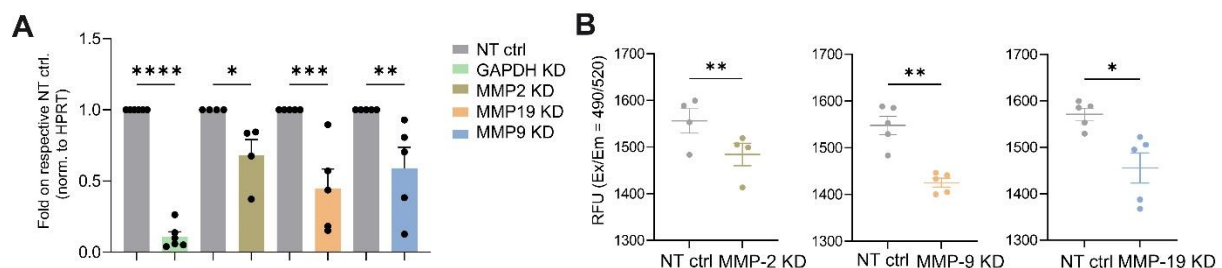 A
Fold on respective NT ctrl.
(norm. to HPRT)
1.0
0.5
0.0
****
*
***
**
NT ctrl
GAPDH KD
MMP2 KD
MMP19 KD
MMP9 KD
B
RFU (Ex/Em = 490/520)
1700
1600
1500
1400
1300
**
NT ctrl MMP-2 KD
1700
1600
1500
1400
1300
**
NT ctrl MMP-9 KD
1700
1600
1500
1400
1300
*
NT ctrl MMP-19 KD